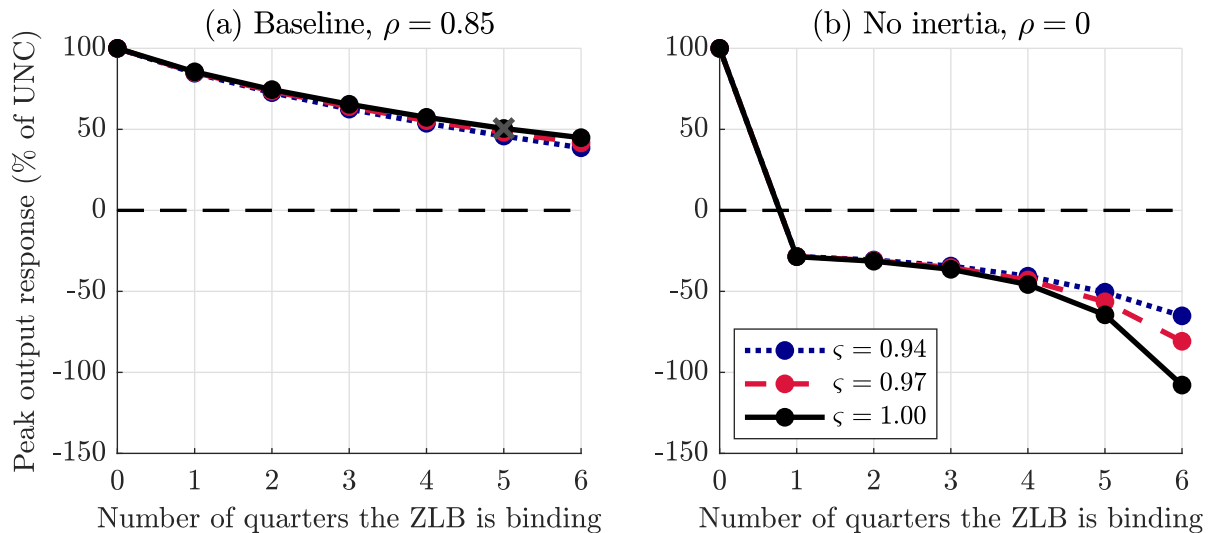 (a) Baseline, ρ = 0.85
Peak output response (% of UNC)
100
50
0
-50
-100
-150
0 1 2 3 4 5 6
Number of quarters the ZLB is binding
(b) No inertia, ρ = 0
100
50
0
-50
-100
-150
ς = 0.94
ς = 0.97
ς = 1.00
0 1 2 3 4 5 6
Number of quarters the ZLB is binding